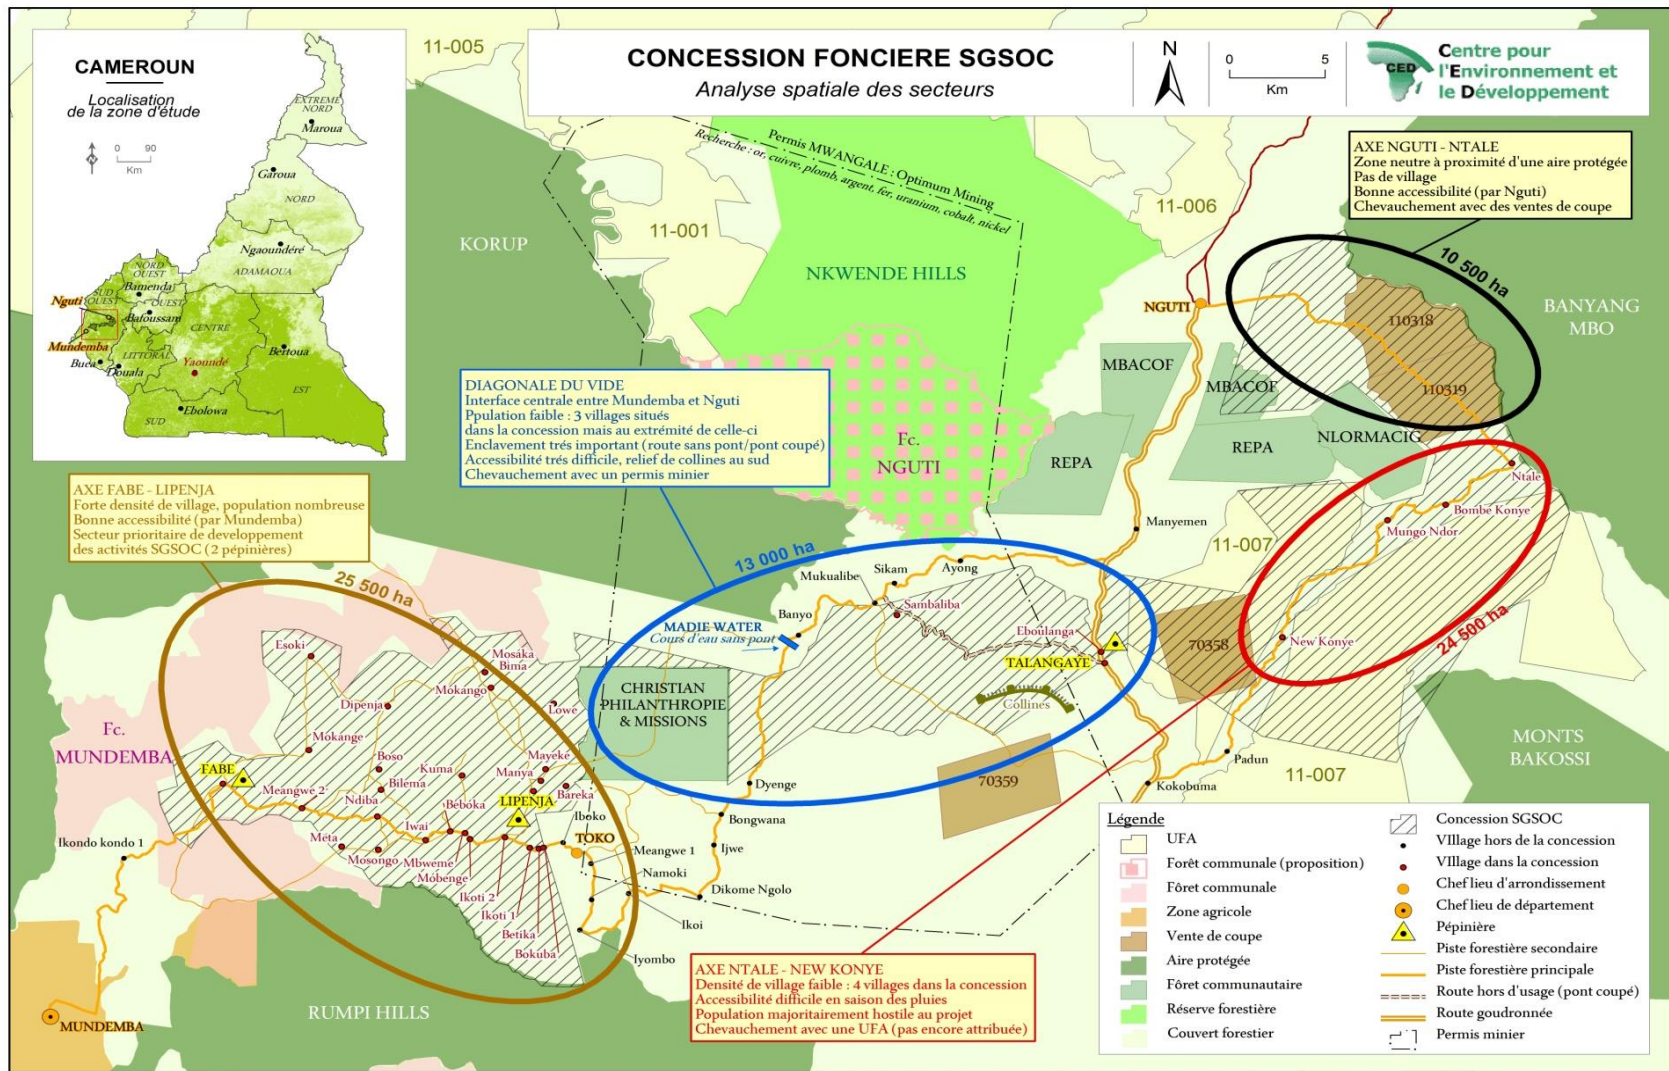 CAMEROUN
Localisation
de la zone d'étude
N
0 90
Km
EXTREME
NORD
Maroua
Garoua
NORD
Ngaoundéré
ADAMAOUA
NORD
OUEST
Bamenda
SUD
OUEST
OUEST
Bafoussam
Nguti
Mundemba
CENTRE
LITTORAL
Buea
Douala
Yaoundé
Bertoua
EST
SUD
Ebolowa
CONCESSION FONCIERE SGSOC
Analyse spatiale des secteurs
N
0 5
Km
CED
Centre pour
l'Environnement et
le Développement
11-005
11-001
11-006
KORUP
Permis MWANGALE : Optimum Mining
Recherche : or, cuivre, plomb, argent, fer, uranium, cobalt, nickel
NKWENDE HILLS
AXE NGUTI - NTALE
Zone neutre à proximité d'une aire protégée
Pas de village
Bonne accessibilité (par Nguti)
Chevauchement avec des ventes de coupe
10 500 ha
NGUTI
BANYANG
MBO
110318
110319
MBACOF
MBACOF
REPA
REPA
NLORMACIG
Fc.
NGUTI
DIAGONALE DU VIDE
Interface centrale entre Mundemba et Nguti
Ppulation faible : 3 villages situés
dans la concession mais au extrémité de celle-ci
Enclavement trés important (route sans pont/pont coupé)
Accessibilité trés difficile, relief de collines au sud
Chevauchement avec un permis minier
AXE FABE - LIPENJA
Forte densité de village, population nombreuse
Bonne accessibilité (par Mundemba)
Secteur prioritaire de developpement
des activités SGSOC (2 pépinières)
25 500 ha
13 000 ha
24 500 ha
Ntale
Bombe Konye
Mungo Ndor
New Konye
Manyemen
11-007
Ayong
Sikam
Mukualibe
Banyo
Sambaliba
MADIE WATER
Cours d'eau sans pont
Eboulanga
TALANGAYE
Collines
70358
70359
Padun
Kokobuma
11-007
MONTS
BAKOSSI
CHRISTIAN
PHILANTHROPIE
& MISSIONS
Dyenge
Bongwana
Ijwe
Dikome Ngolo
Ikoi
Namoki
Meangwe 1
TOKO
Iboko
Iyombo
Esoki
Mosaka
Bima
Mokango
Dipenja
Lowe
Mokange
Boso
Bilema
Kuma
Mayeke
Manya
Bareka
FABE
LIPENJA
Meangwe 2
Ndiba
Beboka
Iwai
Meta
Mosongo
Mbweme
Mobenge
Ikoti 2
Ikoti 1
Betika
Bokuba
Fc.
MUNDEMBA
Ikondo kondo 1
MUNDEMBA
RUMPI HILLS
AXE NTALE - NEW KONYE
Densité de village faible : 4 villages dans la concession
Accessibilité difficile en saison des pluies
Population majoritairement hostile au projet
Chevauchement avec une UFA (pas encore attribuée)
Légende
UFA
Forêt communale (proposition)
Fôret communale
Zone agricole
Vente de coupe
Aire protégée
Fôret communautaire
Réserve forestière
Couvert forestier
Concession SGSOC
VIllage hors de la concession
VIllage dans la concession
Chef lieu d'arrondissement
Chef lieu de département
Pépinière
Piste forestière secondaire
Piste forestière principale
Route hors d'usage (pont coupé)
Route goudronnée
Permis minier